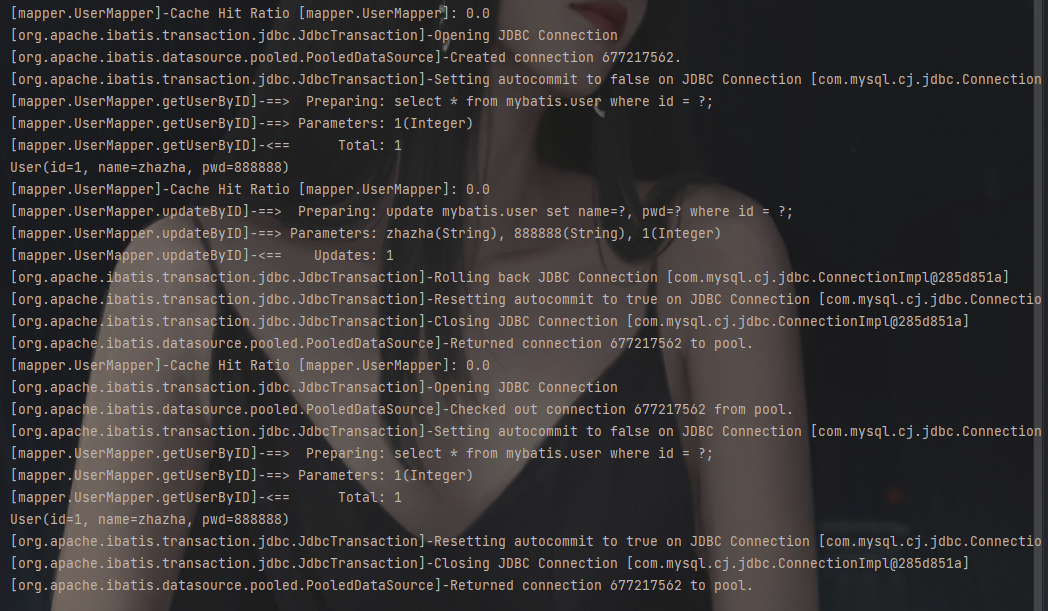 [mapper.UserMapper]-Cache Hit Ratio [mapper.UserMapper]: 0.0
[org.apache.ibatis.transaction.jdbc.JdbcTransaction]-Opening JDBC Connection
[org.apache.ibatis.datasource.pooled.PooledDataSource]-Created connection 677217562.
[org.apache.ibatis.transaction.jdbc.JdbcTransaction]-Setting autocommit to false on JDBC Connection [com.mysql.cj.jdbc.Connection
[mapper.UserMapper.getUserByID]-==>  Preparing: select * from mybatis.user where id = ?;
[mapper.UserMapper.getUserByID]-==> Parameters: 1(Integer)
[mapper.UserMapper.getUserByID]-<==      Total: 1
User(id=1, name=zhazha, pwd=888888)
[mapper.UserMapper]-Cache Hit Ratio [mapper.UserMapper]: 0.0
[mapper.UserMapper.updateByID]-==>  Preparing: update mybatis.user set name=?, pwd=? where id = ?;
[mapper.UserMapper.updateByID]-==> Parameters: zhazha(String), 888888(String), 1(Integer)
[mapper.UserMapper.updateByID]-<==    Updates: 1
[org.apache.ibatis.transaction.jdbc.JdbcTransaction]-Rolling back JDBC Connection [com.mysql.cj.jdbc.ConnectionImpl@285d851a]
[org.apache.ibatis.transaction.jdbc.JdbcTransaction]-Resetting autocommit to true on JDBC Connection [com.mysql.cj.jdbc.Connectio
[org.apache.ibatis.transaction.jdbc.JdbcTransaction]-Closing JDBC Connection [com.mysql.cj.jdbc.ConnectionImpl@285d851a]
[org.apache.ibatis.datasource.pooled.PooledDataSource]-Returned connection 677217562 to pool.
[mapper.UserMapper]-Cache Hit Ratio [mapper.UserMapper]: 0.0
[org.apache.ibatis.transaction.jdbc.JdbcTransaction]-Opening JDBC Connection
[org.apache.ibatis.datasource.pooled.PooledDataSource]-Checked out connection 677217562 from pool.
[org.apache.ibatis.transaction.jdbc.JdbcTransaction]-Setting autocommit to false on JDBC Connection [com.mysql.cj.jdbc.Connection
[mapper.UserMapper.getUserByID]-==>  Preparing: select * from mybatis.user where id = ?;
[mapper.UserMapper.getUserByID]-==> Parameters: 1(Integer)
[mapper.UserMapper.getUserByID]-<==      Total: 1
User(id=1, name=zhazha, pwd=888888)
[org.apache.ibatis.transaction.jdbc.JdbcTransaction]-Resetting autocommit to true on JDBC Connection [com.mysql.cj.jdbc.Connectio
[org.apache.ibatis.transaction.jdbc.JdbcTransaction]-Closing JDBC Connection [com.mysql.cj.jdbc.ConnectionImpl@285d851a]
[org.apache.ibatis.datasource.pooled.PooledDataSource]-Returned connection 677217562 to pool.